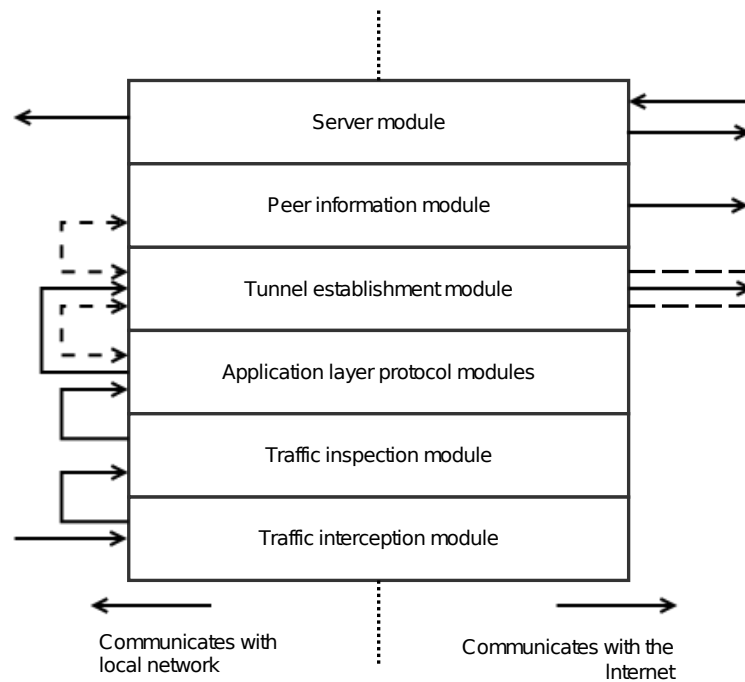 Server module
Peer information module
Tunnel establishment module
Application layer protocol modules
Traffic inspection module
Traffic interception module
Communicates with
local network
Communicates with the
Internet